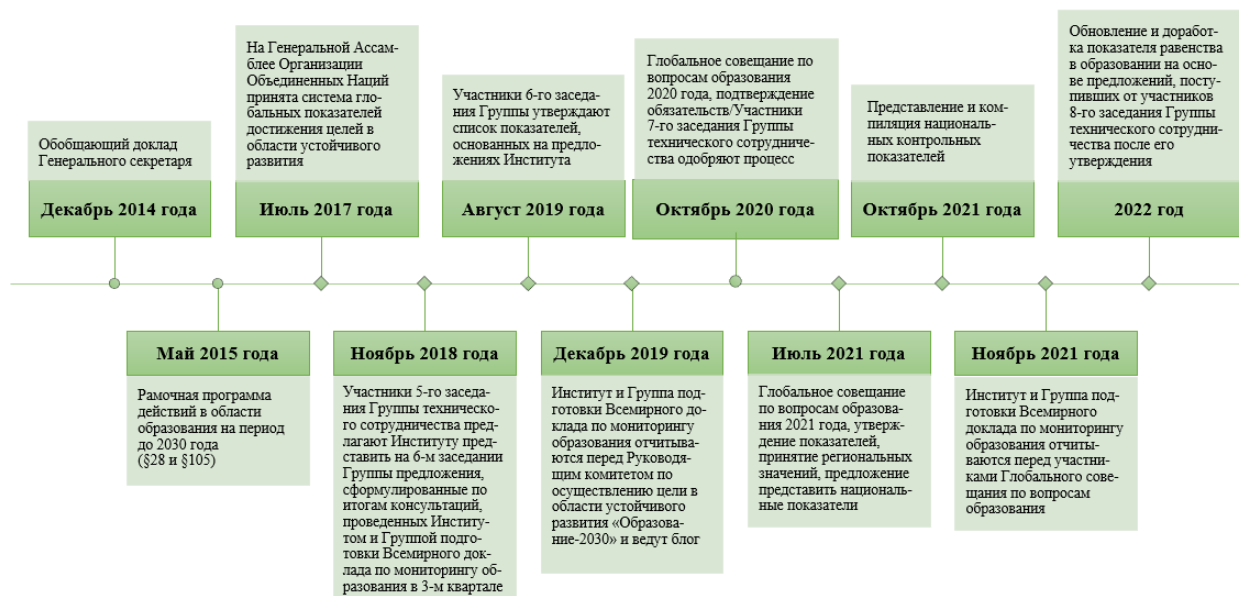 Обобщающий доклад
Генерального секретаря
Декабрь 2014 года
Май 2015 года
Рамочная программа
действий в области
образования на период
до 2030 года
(§28 и §105)
На Генеральной Ассам-
блее Организации
Объединенных Наций
принята система гло-
бальных показателей
достижения целей в
области устойчивого
развития
Июль 2017 года
Ноябрь 2018 года
Участники 5-го заседа-
ния Группы техническо-
го сотрудничества пред-
лагают Институту пред-
ставить на 6-м заседании
Группы предложения,
сформулированные по
итогам консультаций,
проведенных Институ-
том и Группой подго-
товки Всемирного док-
лада по мониторингу об-
разования в 3-м квартале
Участники 6-го заседа-
ния Группы утверждают
список показателей,
основанных на предло-
жениях Института
Август 2019 года
Декабрь 2019 года
Институт и Группа под-
готовки Всемирного до-
клада по мониторингу
образования отчитыва-
ются перед Руководя-
щим комитетом по
осуществлению цели в
области устойчивого
развития «Образова-
ние-2030» и ведут блог
Глобальное совещание по
вопросам образования
2020 года, подтверждение
обязательств/Участники
7-го заседания Группы
технического сотрудниче-
ства одобряют процесс
Октябрь 2020 года
Июль 2021 года
Глобальное совещание
по вопросам образова-
ния 2021 года, утверж-
дение показателей,
принятие региональных
значений, предложение
представить националь-
ные показатели
Представление и ком-
пиляция националь-
ных контрольных
показателей
Октябрь 2021 года
Ноябрь 2021 года
Институт и Группа под-
готовки Всемирного
доклада по мониторингу
образования отчиты-
ваются перед участни-
ками Глобального сове-
щания по вопросам
образования
Обновление и доработ-
ка показателя равенства
в образовании на осно-
ве предложений, посту-
пивших от участников
8-го заседания Группы
технического сотрудни-
чества после его
утверждения
2022 год